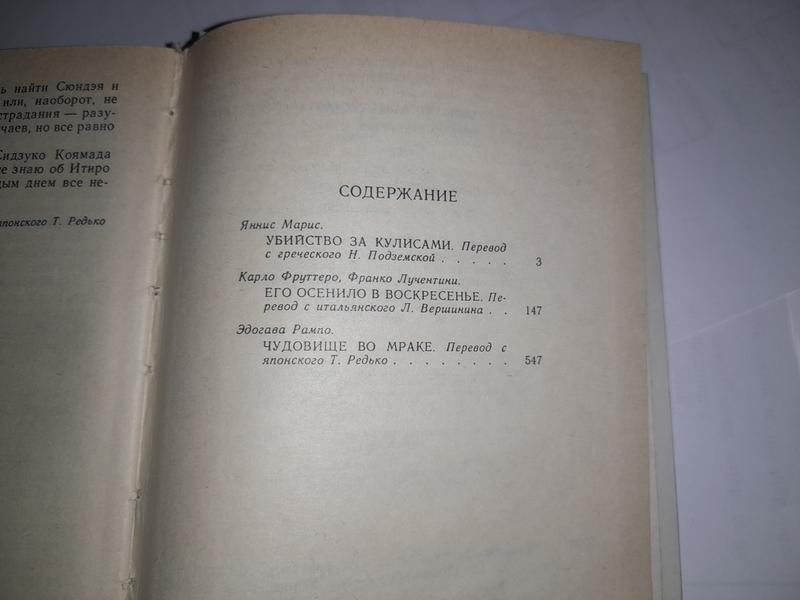 ь найти Сюндэя и
или, наоборот, не
страдания — разу-
чаев, но все равно
Сидзуко Коямада
е знаю об Итиро
дым днем все не-
японского Т. Редько
СОДЕРЖАНИЕ
Яннис Марис.
УБИЙСТВО ЗА КУЛИСАМИ. Перевод
с греческого Н. Подземской . . . . . 3
Карло Фруттеро, Франко Лучентини.
ЕГО ОСЕНИЛО В ВОСКРЕСЕНЬЕ. Пе-
ревод с итальянского Л. Вершинина . . 147
Эдогава Рампо.
ЧУДОВИЩЕ ВО МРАКЕ. Перевод с
японского Т. Редько . . . . . . . . 547